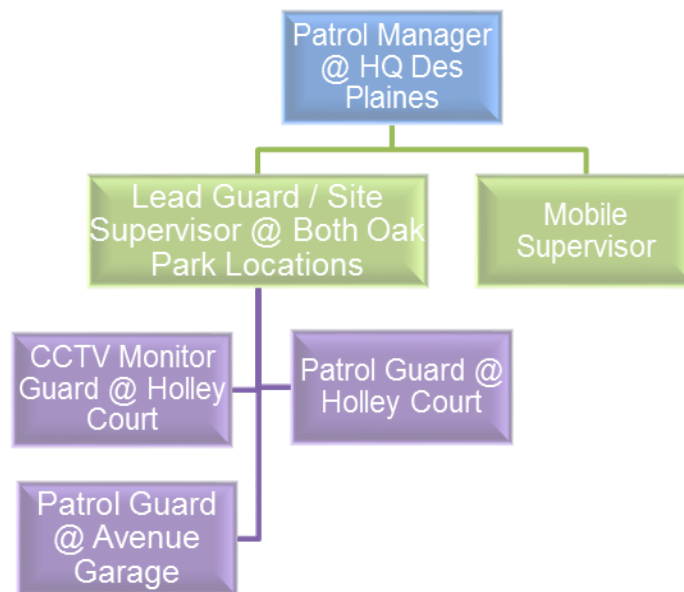 Patrol Manager
@ HQ Des
Plaines
Lead Guard / Site
Supervisor @ Both Oak
Park Locations
Mobile
Supervisor
CCTV Monitor
Guard @ Holley
Court
Patrol Guard @
Holley Court
Patrol Guard
@ Avenue
Garage